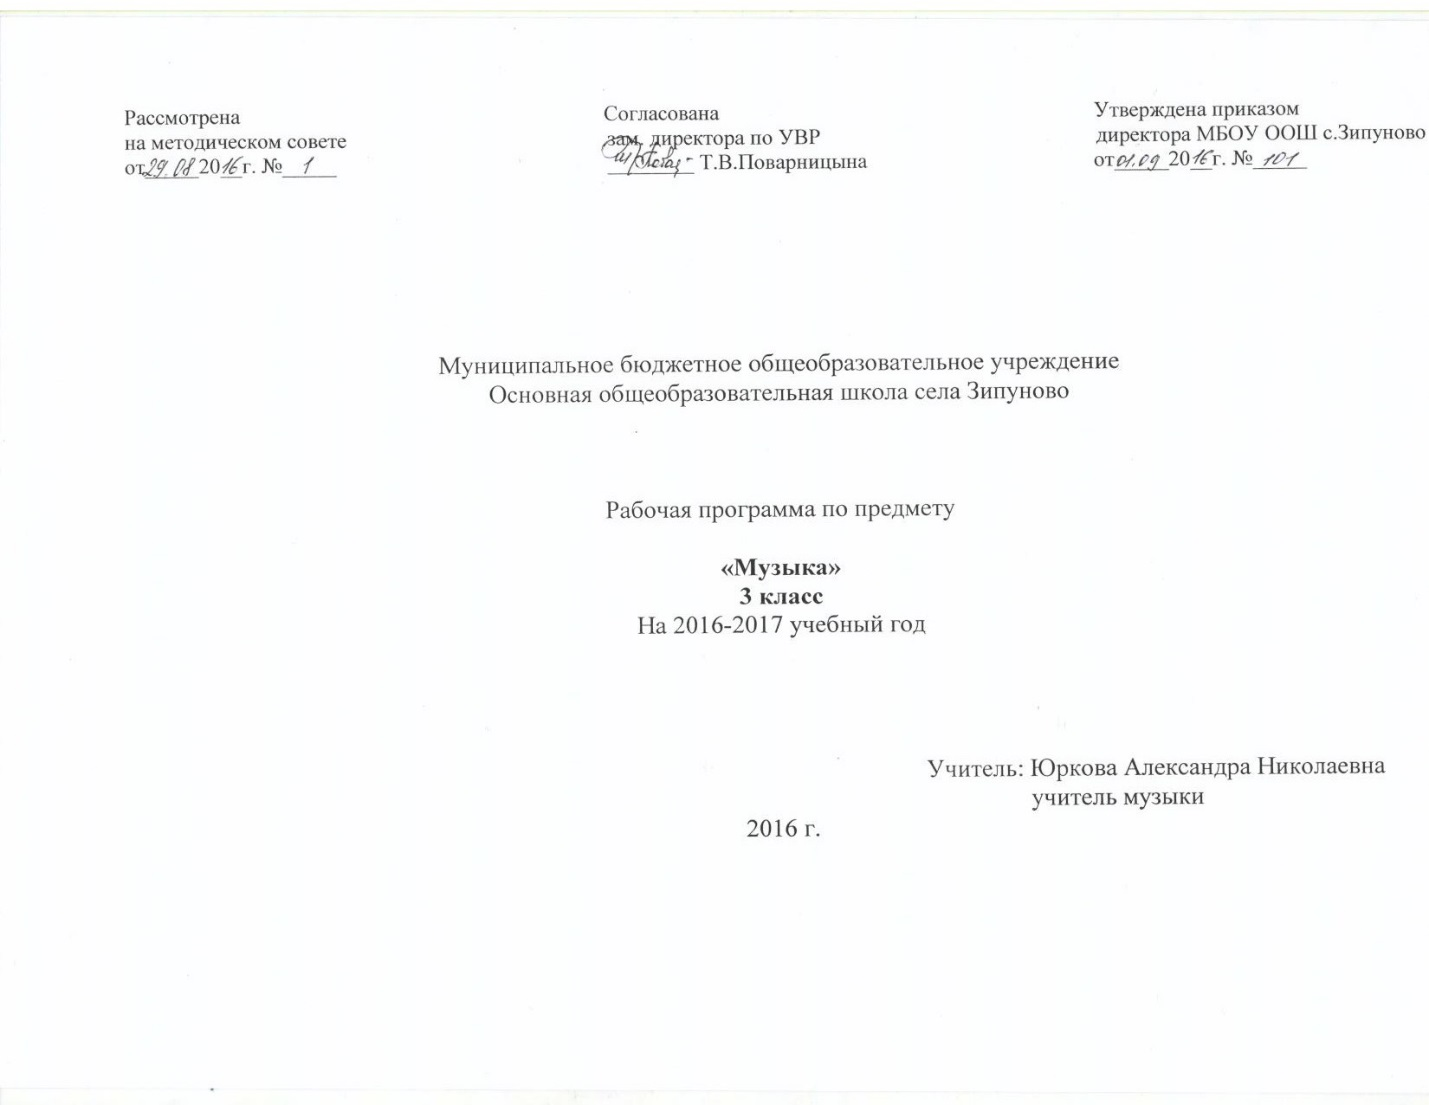 Рассмотрена
на методическом совете
от 29.08 2016 г. № 1
Согласована
зам. директора по УВР
Т.В.Поварницына
Утверждена приказом
директора МБОУ ООШ с.Зипуново
от 01.09 2016 г. № 101
Муниципальное бюджетное общеобразовательное учреждение
Основная общеобразовательная школа села Зипуново
Рабочая программа по предмету
«Музыка»
3 класс
На 2016-2017 учебный год
Учитель: Юркова Александра Николаевна
учитель музыки
2016 г.